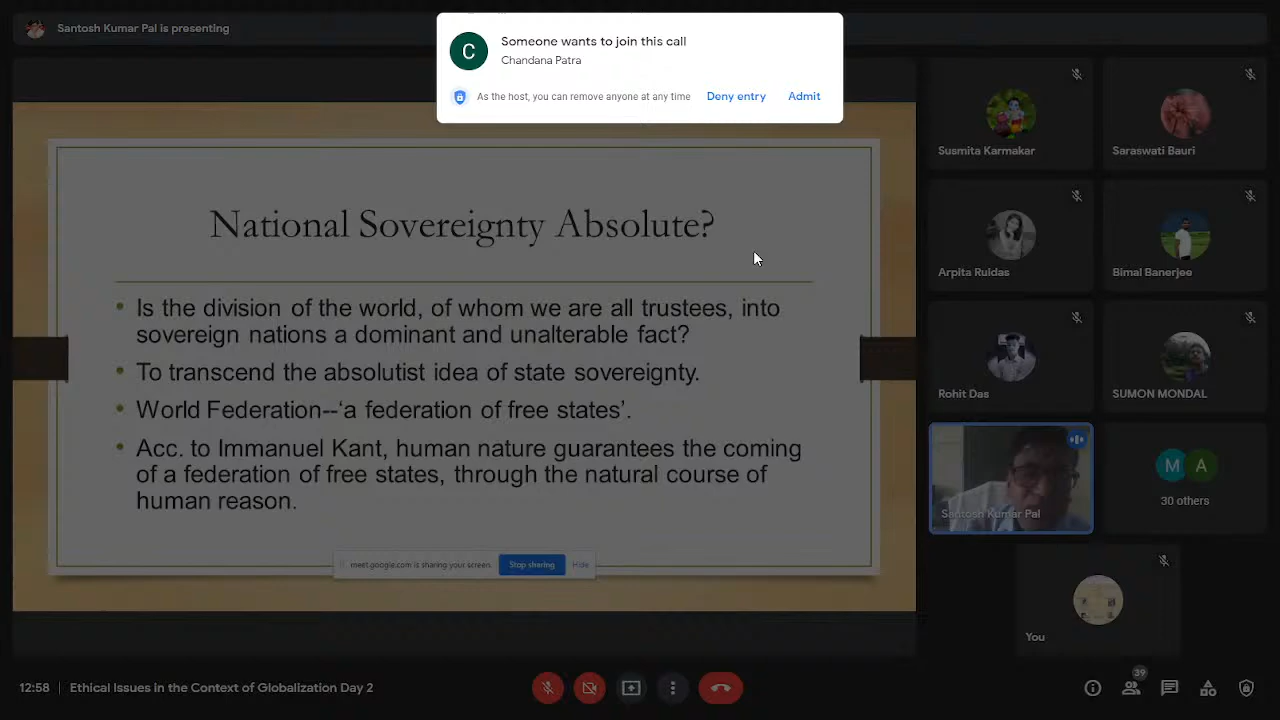 Santosh Kumar Pal is presenting
C
Someone wants to join this call
Chandana Patra
As the host, you can remove anyone at any time
Deny entry
Admit
National Sovereignty Absolute?
• Is the division of the world, of whom we are all trustees, into
sovereign nations a dominant and unalterable fact?
• To transcend the absolutist idea of state sovereignty.
• World Federation--‘a federation of free states’.
• Acc. to Immanuel Kant, human nature guarantees the coming
of a federation of free states, through the natural course of
human reason.
meet.google.com is sharing your screen.
Stop sharing
Hide
Susmita Karmakar
Saraswati Bauri
Arpita Ruidas
Bimal Banerjee
Rohit Das
SUMON MONDAL
Santosh Kumar Pal
M A
30 others
You
12:58 | Ethical Issues in the Context of Globalization Day 2
39